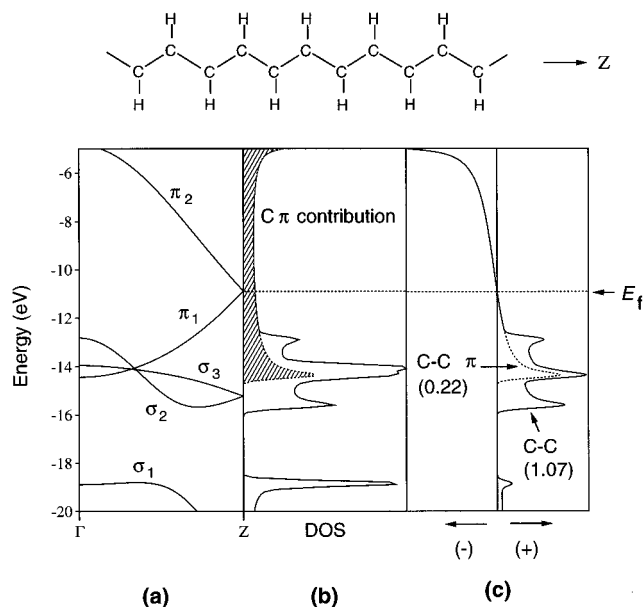 H H H H H
C C C C C
C C C C C
H H H H H
Z
Energy (eV)
-6
-8
-10
-12
-14
-16
-18
-20
π2
π1
σ3
σ2
σ1
C π contribution
Ef
C-C π
(0.22)
C-C
(1.07)
Γ Z DOS
(-) (+)
(a) (b) (c)